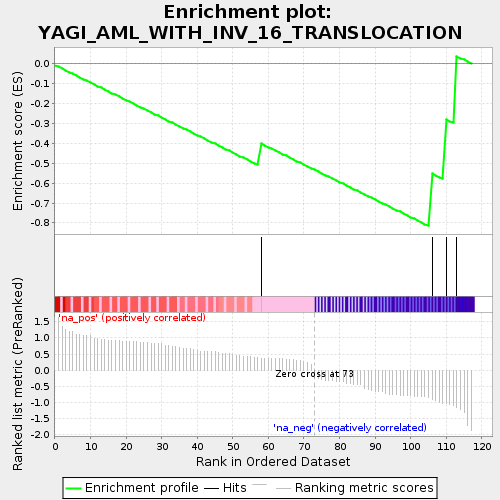 Enrichment plot:
YAGI_AML_WITH_INV_16_TRANSLOCATION
Enrichment score (ES)
0.0
-0.1
-0.2
-0.3
-0.4
-0.5
-0.6
-0.7
-0.8
Ranked list metric (PreRanked)
1.5
1.0
0.5
0.0
-0.5
-1.0
-1.5
-2.0
'na_pos' (positively correlated)
Zero cross at 73
'na_neg' (negatively correlated)
0 10 20 30 40 50 60 70 80 90 100 110 120
Rank in Ordered Dataset
Enrichment profile Hits Ranking metric scores